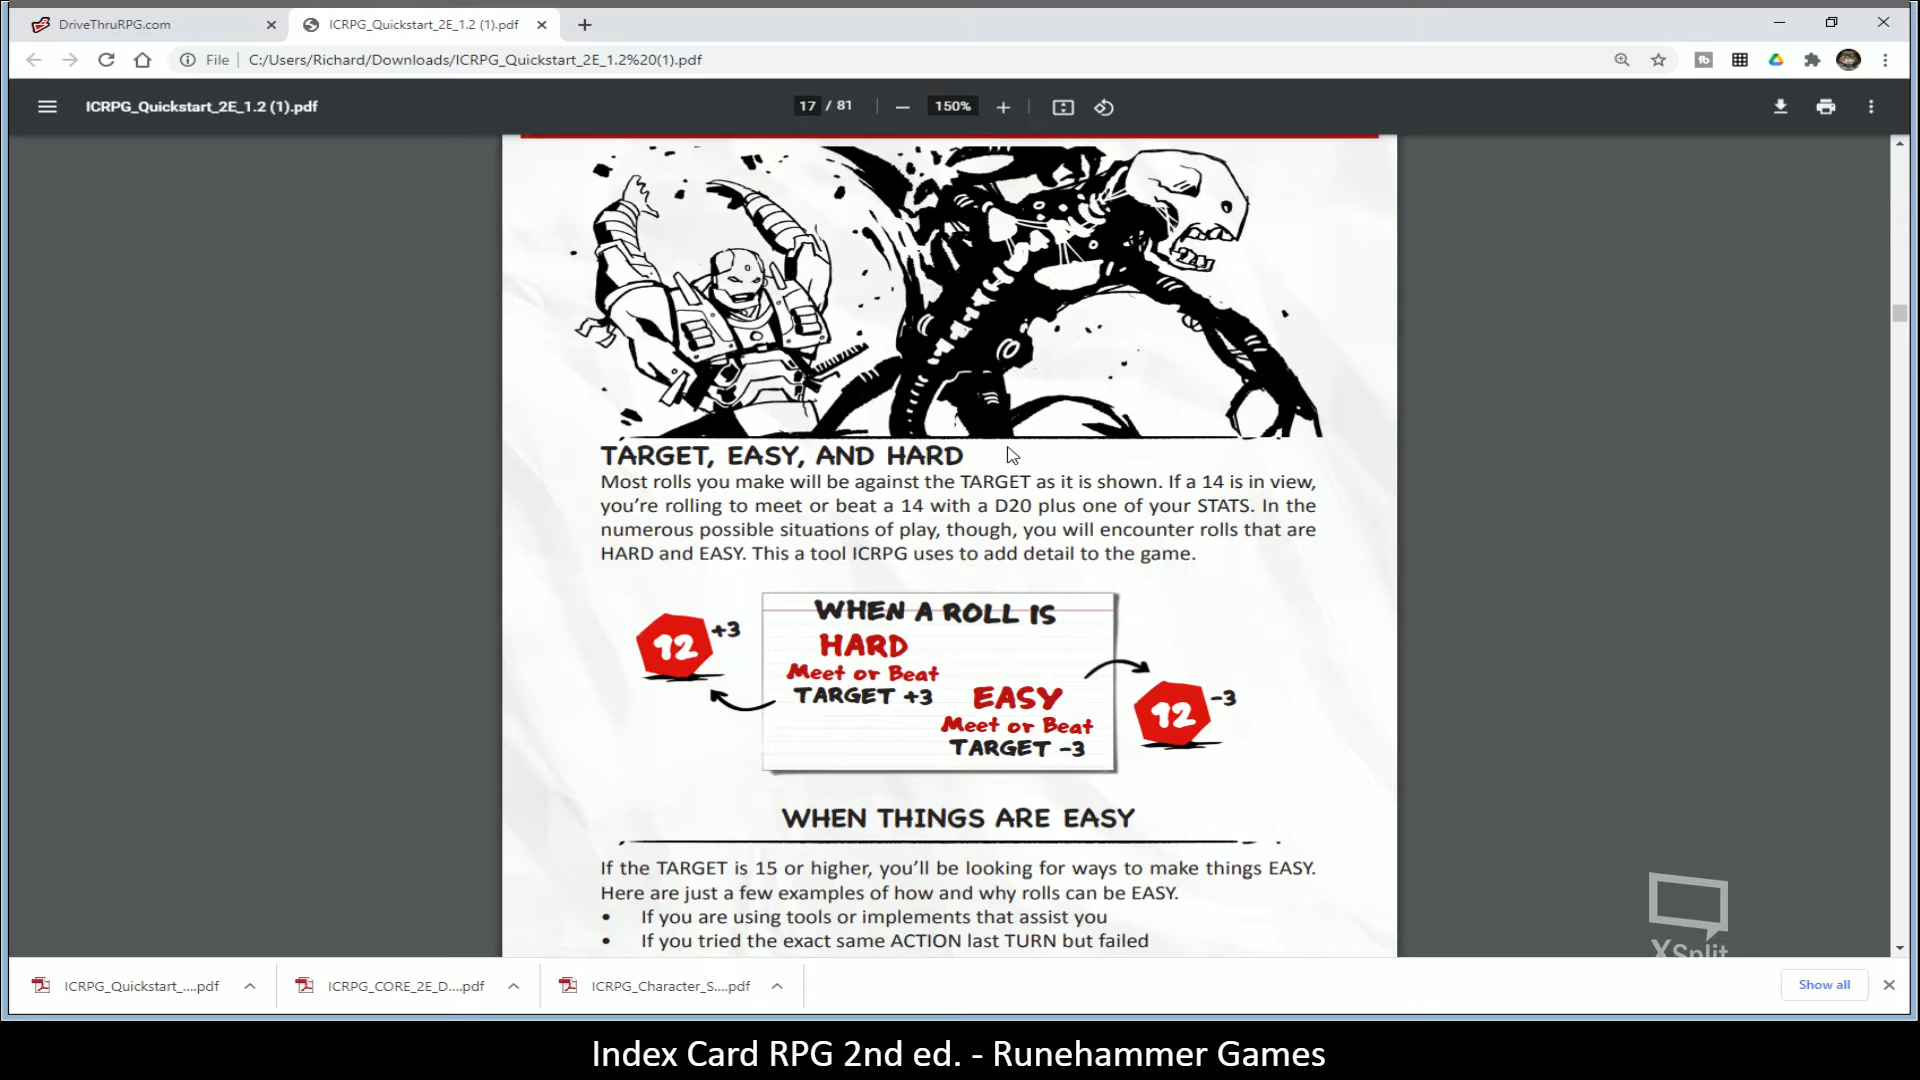 DriveThruRPG.com
ICRPG_Quickstart_2E_1.2 (1).pdf
File
C:/Users/Richard/Downloads/ICRPG_Quickstart_2E_1.2%20(1).pdf
ICRPG_Quickstart_2E_1.2 (1).pdf
17 / 81
150%
TARGET, EASY, AND HARD
Most rolls you make will be against the TARGET as it is shown. If a 14 is in view,
you're rolling to meet or beat a 14 with a D20 plus one of your STATS. In the
numerous possible situations of play, though, you will encounter rolls that are
HARD and EASY. This a tool ICRPG uses to add detail to the game.
12 +3
WHEN A ROLL IS
HARD
Meet or Beat
TARGET +3
EASY
Meet or Beat
TARGET -3
12 -3
WHEN THINGS ARE EASY
If the TARGET is 15 or higher, you'll be looking for ways to make things EASY.
Here are just a few examples of how and why rolls can be EASY.
• If you are using tools or implements that assist you
• If you tried the exact same ACTION last TURN but failed
XSplit
ICRPG_Quickstart_....pdf
ICRPG_CORE_2E_D....pdf
ICRPG_Character_S....pdf
Show all
Index Card RPG 2nd ed. - Runehammer Games